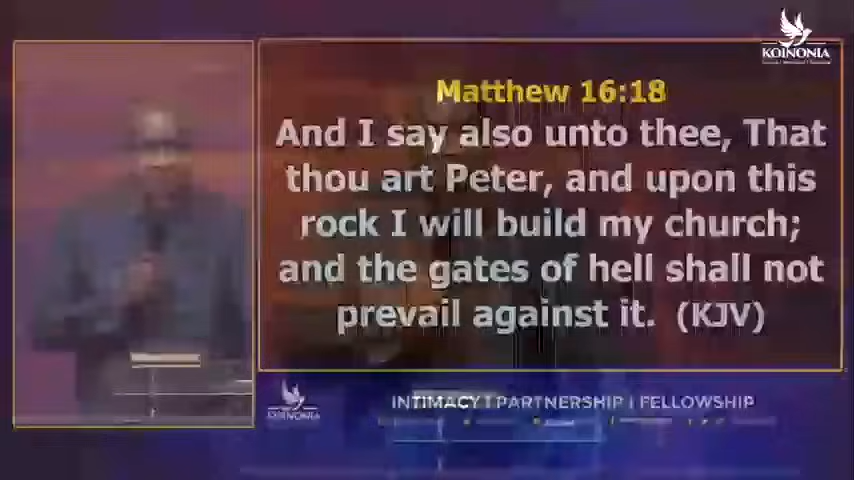 KOINONIA
Matthew 16:18
And I say also unto thee, That
thou art Peter, and upon this
rock I will build my church;
and the gates of hell shall not
prevail against it. (KJV)
KOINONIA
INTIMACY I PARTNERSHIP I FELLOWSHIP